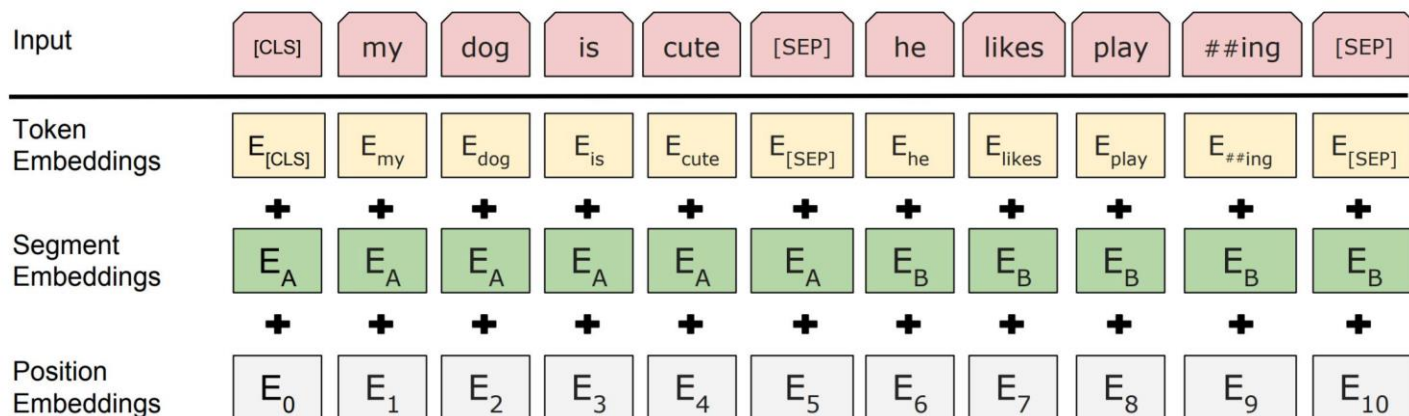 Input [CLS] my dog is cute [SEP] he likes play ##ing [SEP]
Token
Embeddings E[CLS] Emy Edog Eis Ecute E[SEP] Ehe Elikes Eplay E##ing E[SEP]
+ + + + + + + + + + +
Segment
Embeddings EA EA EA EA EA EA EB EB EB EB EB
+ + + + + + + + + + +
Position
Embeddings E0 E1 E2 E3 E4 E5 E6 E7 E8 E9 E10